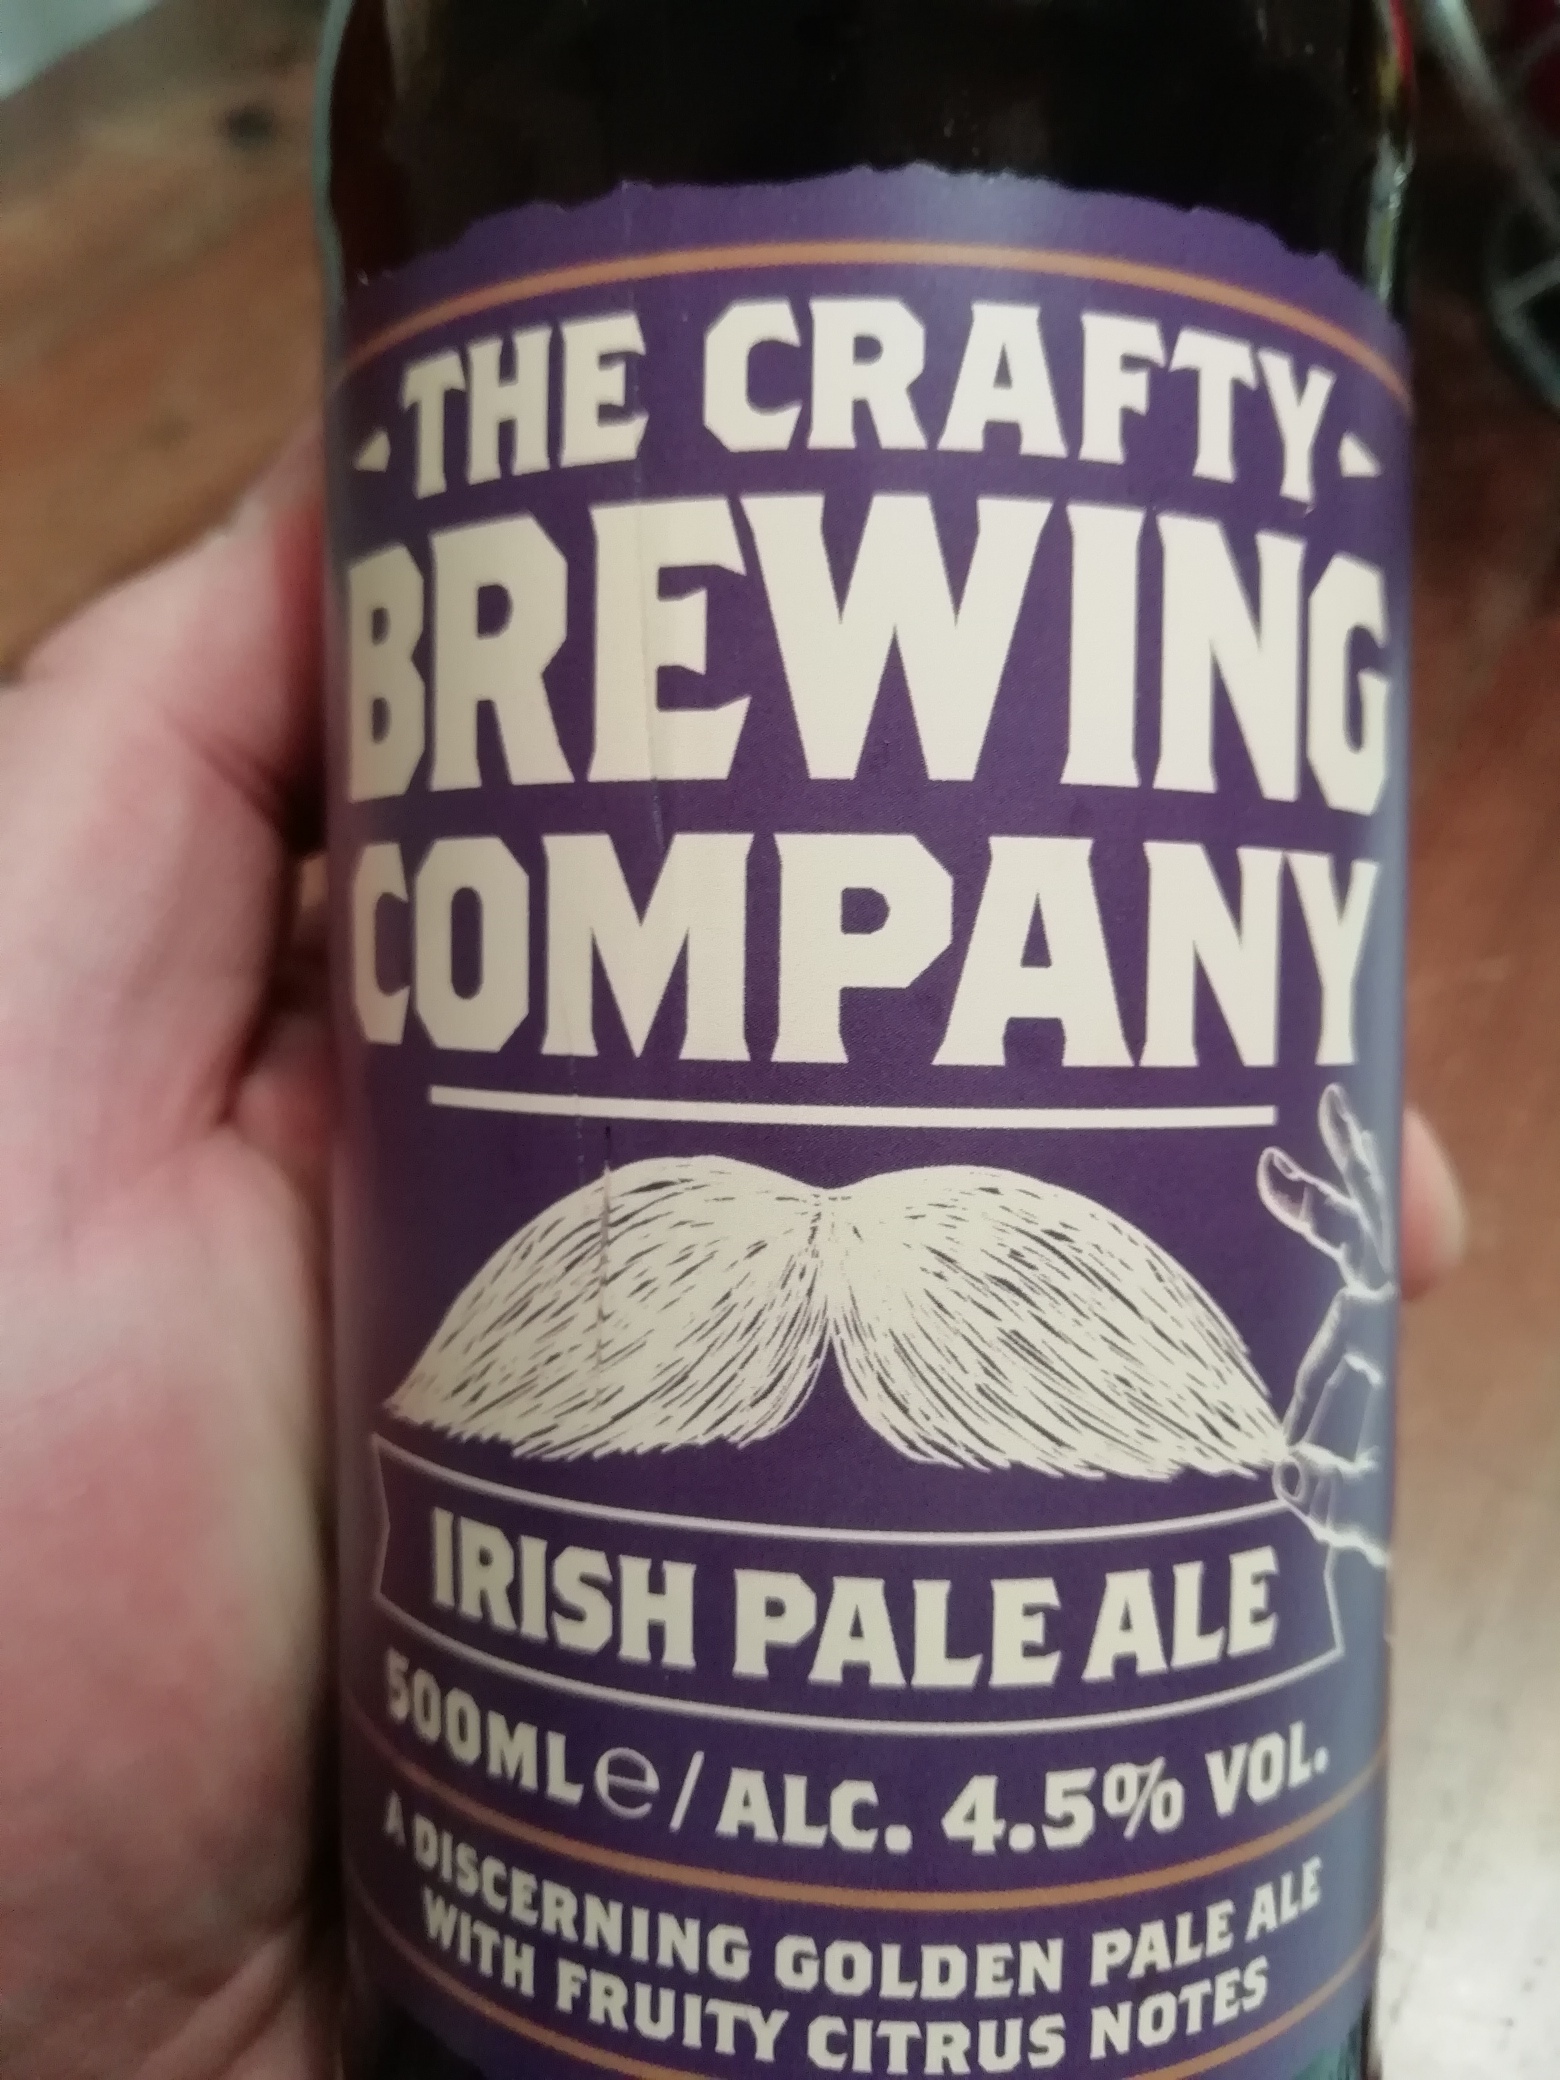 THE CRAFTY
BREWING
COMPANY
IRISH PALE ALE
500ML e / ALC. 4.5% VOL.
A DISCERNING GOLDEN PALE ALE
WITH FRUITY CITRUS NOTES